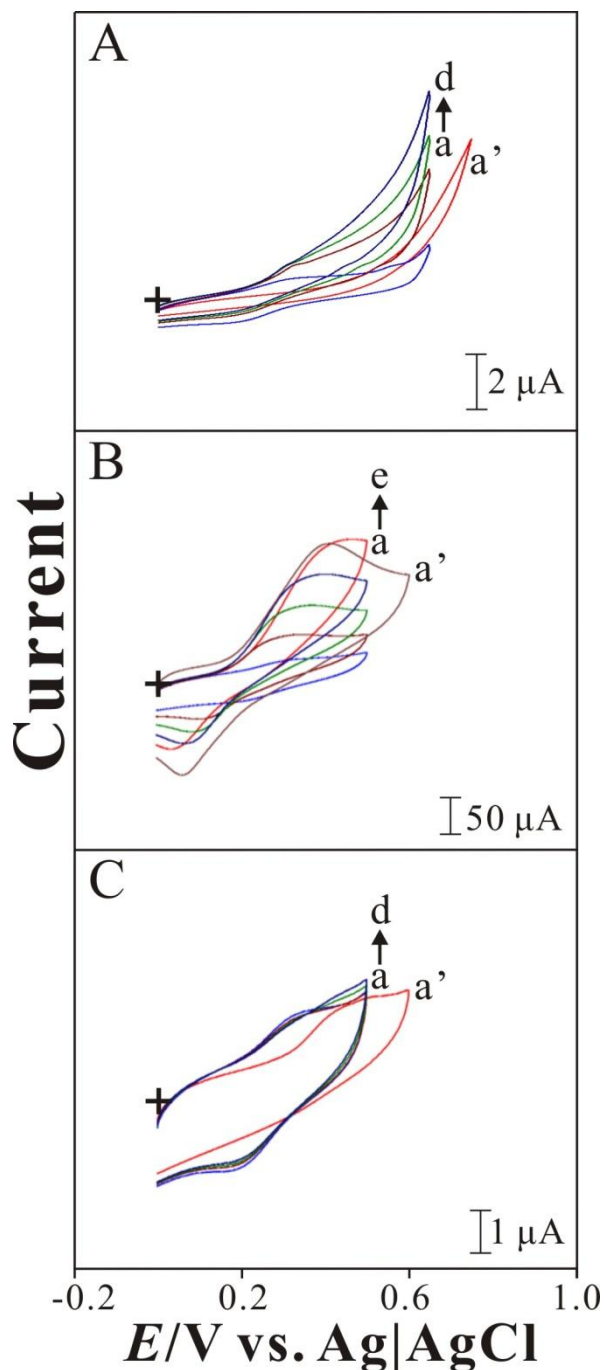 A
d
a
a’
2 µA
B
e
a
a’
50 µA
C
d
a
a’
1 µA
Current
-0.2 0.2 0.6 1.0
E/V vs. Ag|AgCl